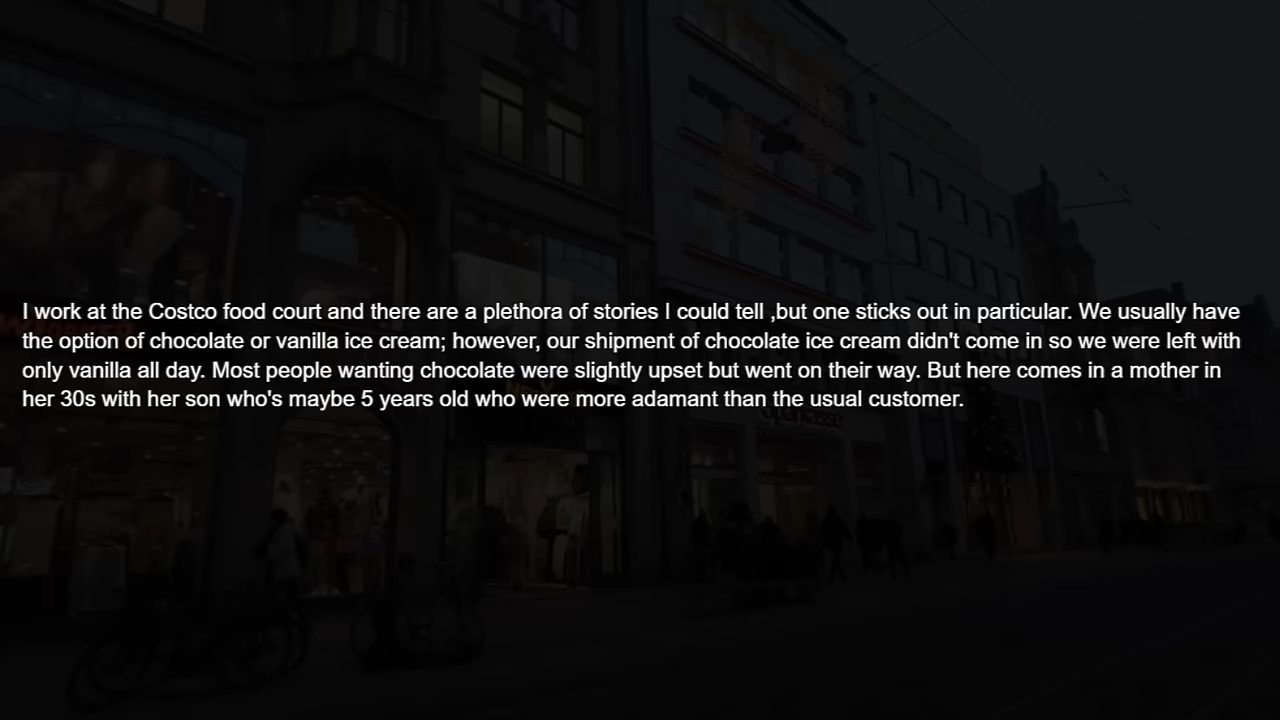 I work at the Costco food court and there are a plethora of stories I could tell ,but one sticks out in particular. We usually have
the option of chocolate or vanilla ice cream; however, our shipment of chocolate ice cream didn't come in so we were left with
only vanilla all day. Most people wanting chocolate were slightly upset but went on their way. But here comes in a mother in
her 30s with her son who's maybe 5 years old who were more adamant than the usual customer.
Sparkasse